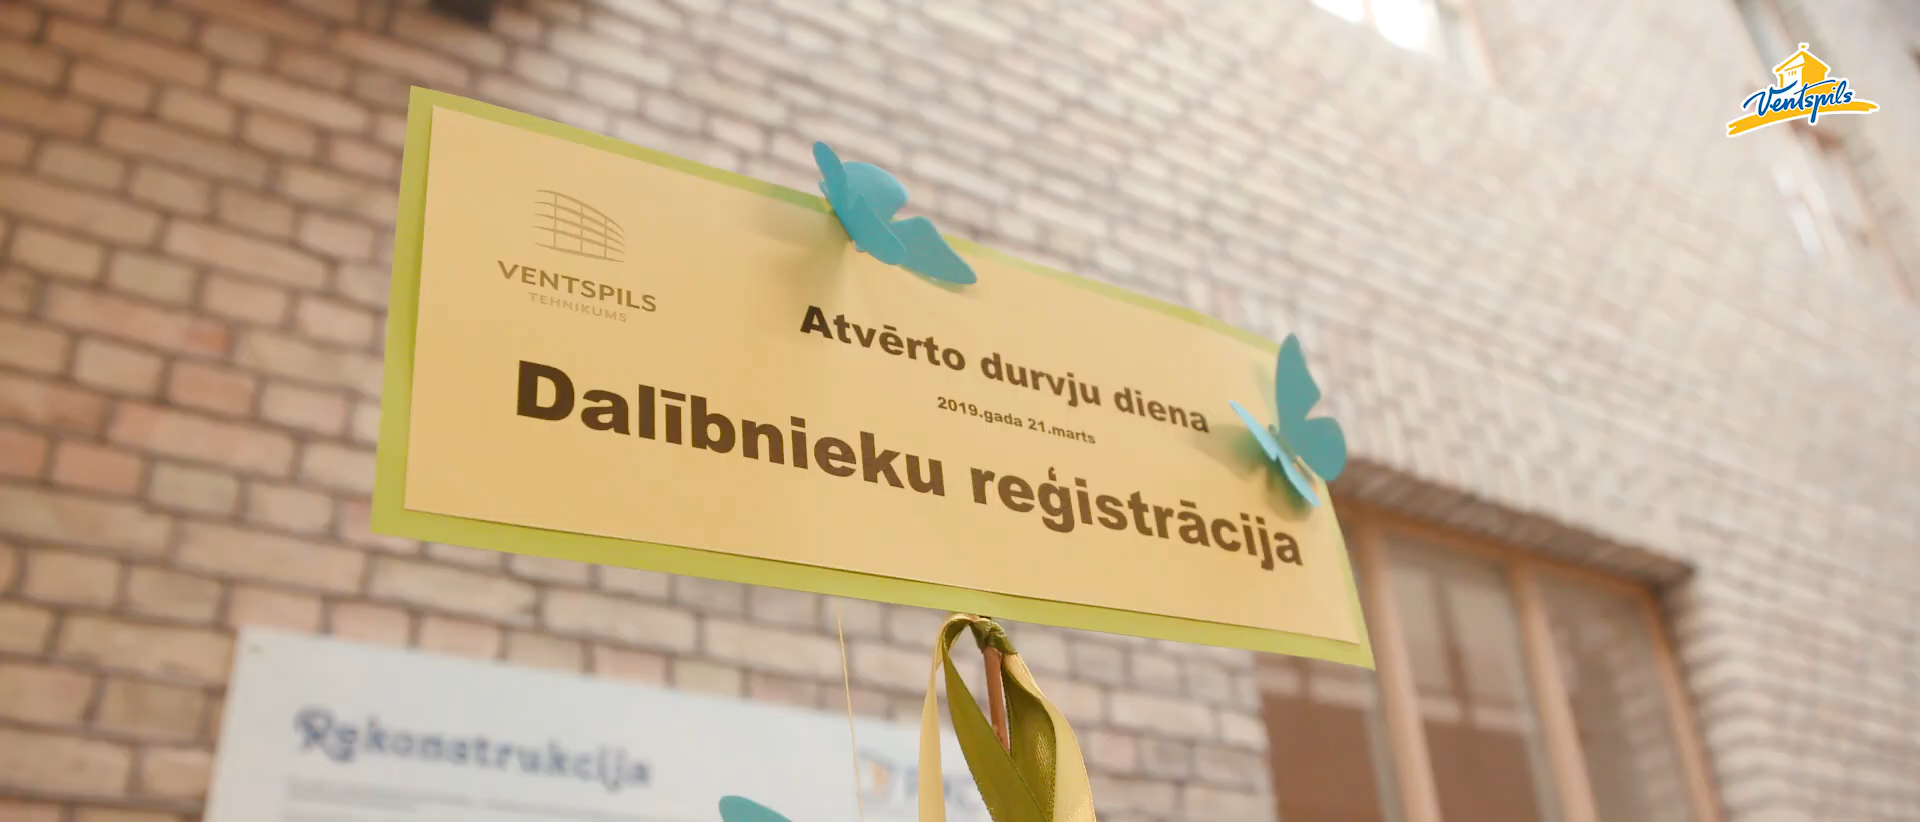 Ventspils
VENTSPILS
TEHNIKUMS
Atvērto durvju diena
2019.gada 21.marts
Dalībnieku reģistrācija
Rekonstrukcija